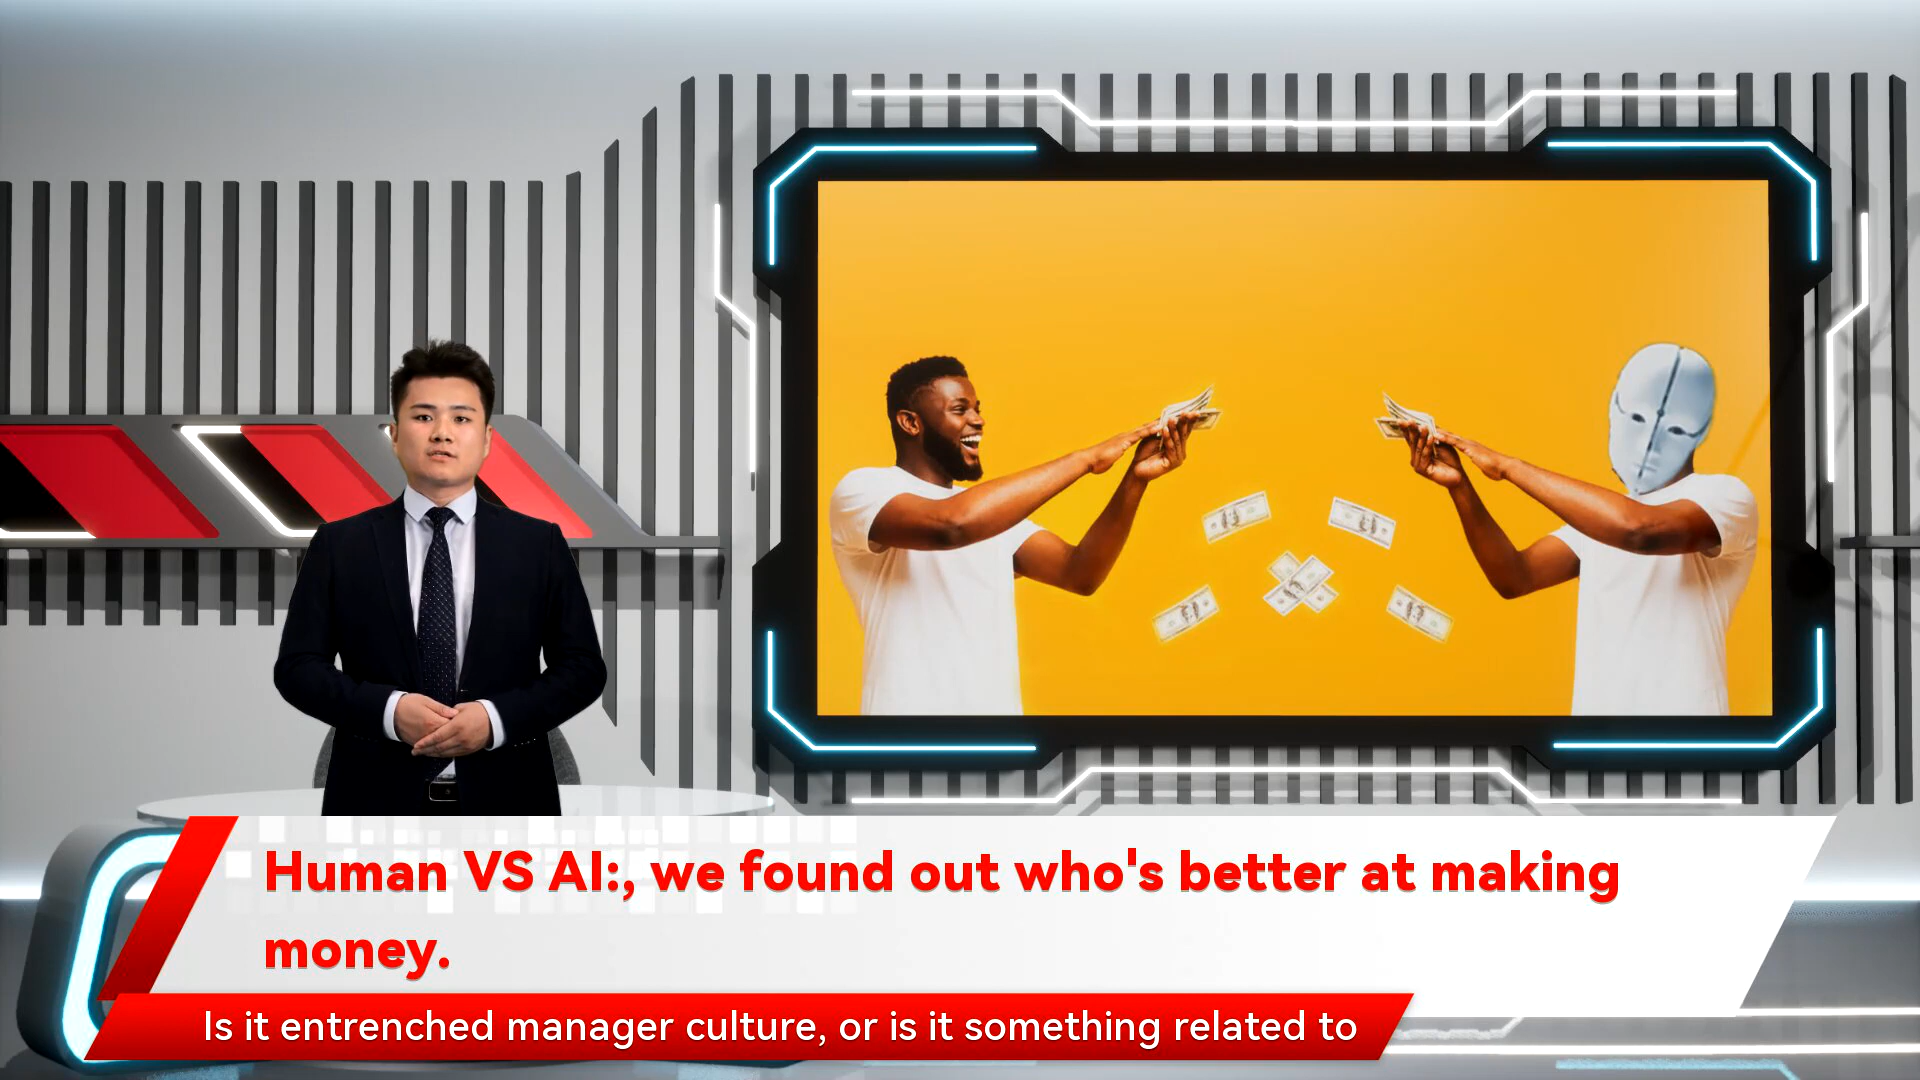 Human VS AI:, we found out who's better at making
money.
Is it entrenched manager culture, or is it something related to